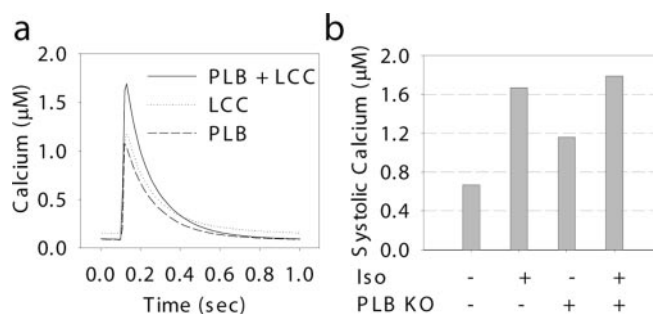 a
Calcium (μM)
2.0
1.5
1.0
0.5
0.0
PLB + LCC
LCC
PLB
0.0 0.2 0.4 0.6 0.8 1.0
Time (sec)
b
Systolic Calcium (μM)
2.0
1.6
1.2
0.8
0.4
0.0
Iso - + - +
PLB KO - - + +